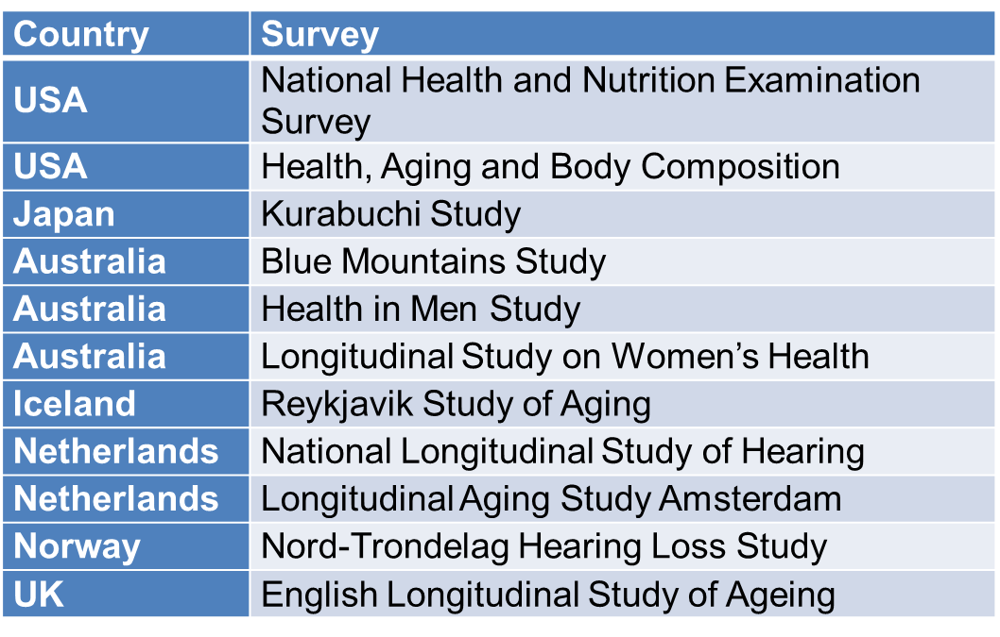 Country Survey
USA National Health and Nutrition Examination
Survey
USA Health, Aging and Body Composition
Japan Kurabuchi Study
Australia Blue Mountains Study
Australia Health in Men Study
Australia Longitudinal Study on Women’s Health
Iceland Reykjavik Study of Aging
Netherlands National Longitudinal Study of Hearing
Netherlands Longitudinal Aging Study Amsterdam
Norway Nord-Trondelag Hearing Loss Study
UK English Longitudinal Study of Ageing